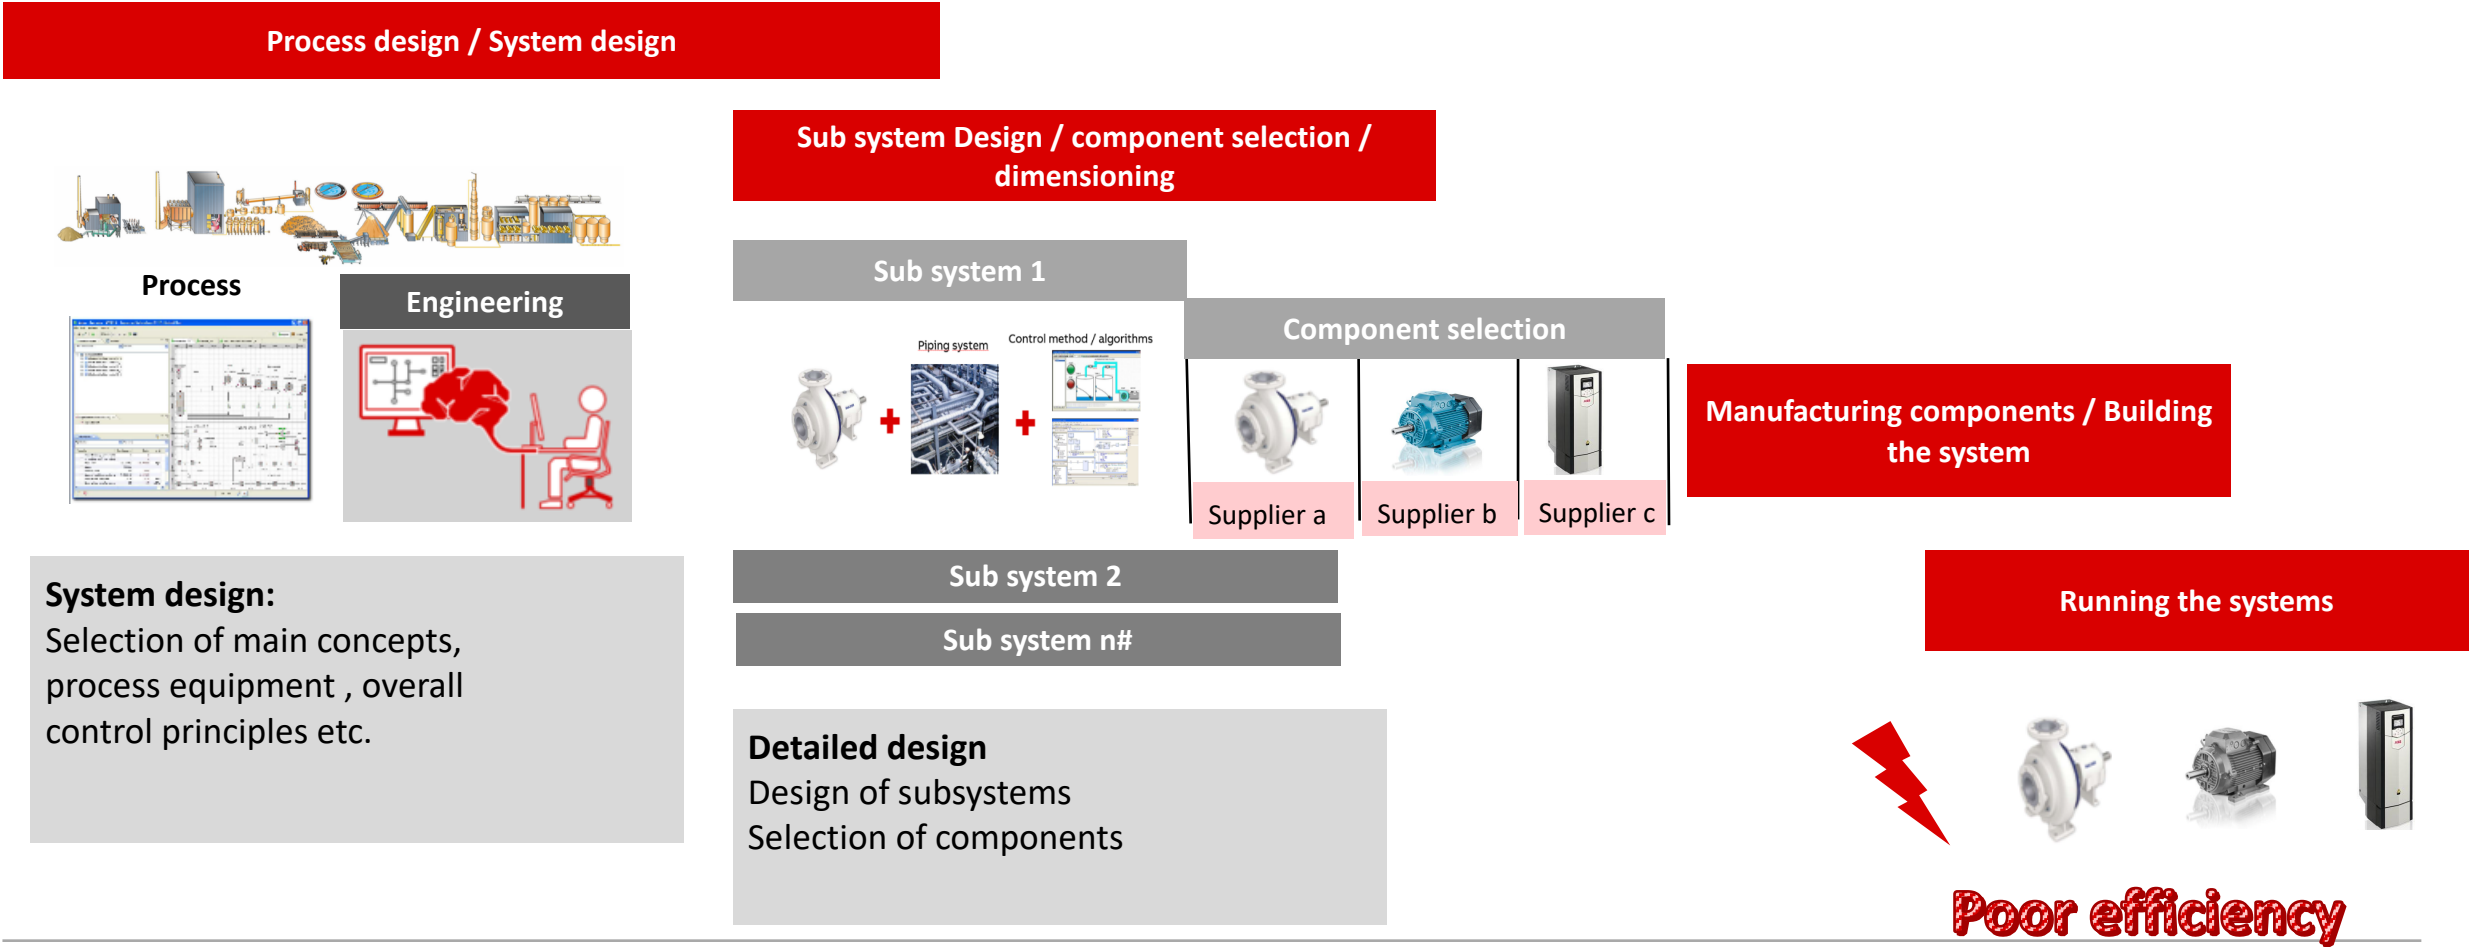 Process design / System design
Sub system Design / component selection /
dimensioning
Process
Engineering
Sub system 1
Piping system
Control method / algorithms
Component selection
Supplier a
Supplier b
Supplier c
Manufacturing components / Building
the system
Sub system 2
Sub system n#
Running the systems
System design:
Selection of main concepts,
process equipment , overall
control principles etc.
Detailed design
Design of subsystems
Selection of components
Poor efficiency